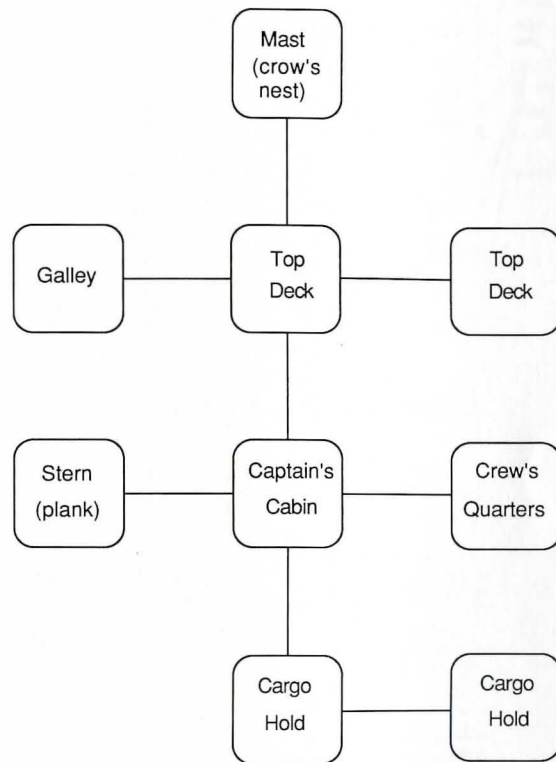 Mast
(crow's
nest)
Galley
Top
Deck
Top
Deck
Stern
(plank)
Captain's
Cabin
Crew's
Quarters
Cargo
Hold
Cargo
Hold